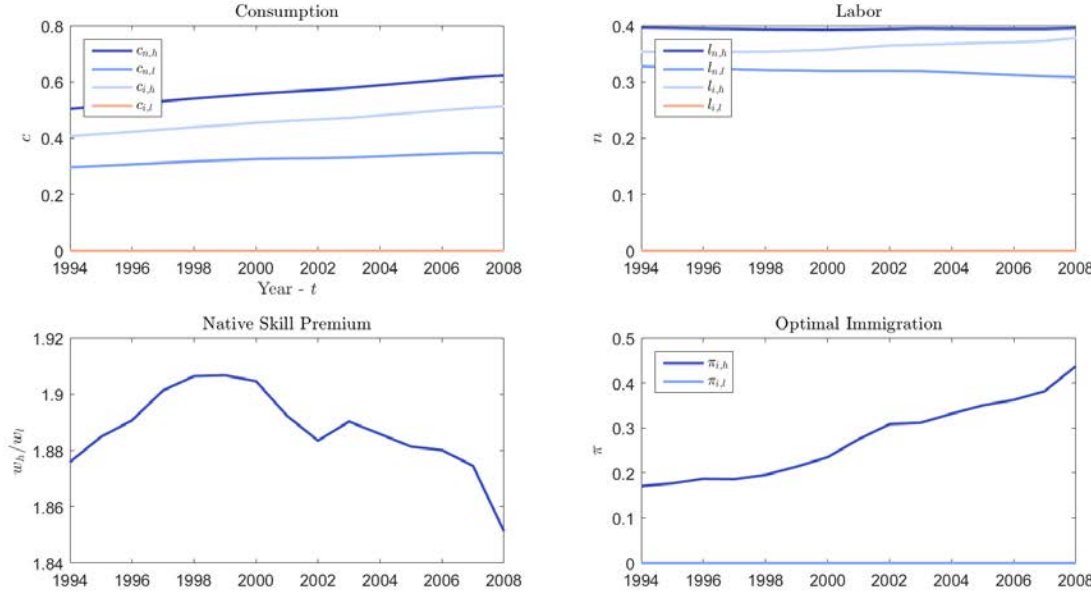 Consumption
0.8
0.6
0.4
0.2
0
c
c_{n,h}
c_{n,l}
c_{i,h}
c_{i,l}
1994 1996 1998 2000 2002 2004 2006 2008
Year - t
Labor
0.4
0.3
0.2
0.1
0
n
l_{n,h}
l_{n,l}
l_{i,h}
l_{i,l}
1994 1996 1998 2000 2002 2004 2006 2008
Native Skill Premium
1.92
1.9
1.88
1.86
1.84
w_h/w_l
1994 1996 1998 2000 2002 2004 2006 2008
Optimal Immigration
0.5
0.4
0.3
0.2
0.1
0
π
π_{i,h}
π_{i,l}
1994 1996 1998 2000 2002 2004 2006 2008